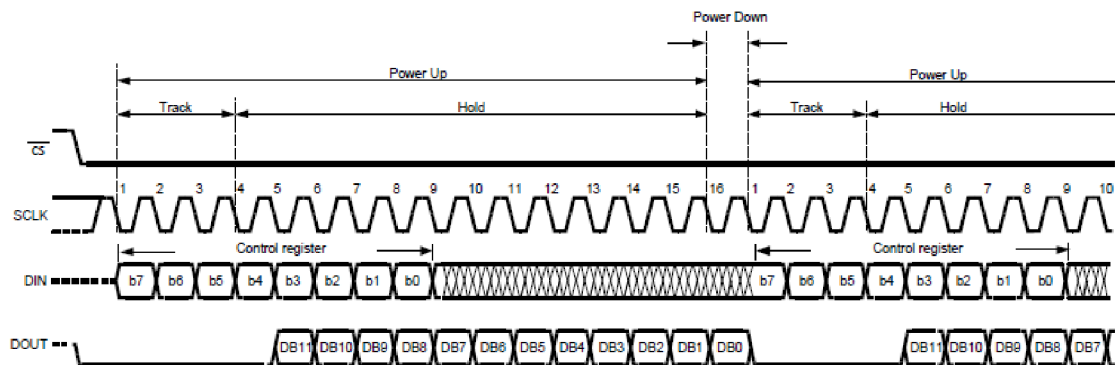 Power Down
Power Up
Power Up
Track
Hold
Track
Hold
CS
1 2 3 4 5 6 7 8 9 10 11 12 13 14 15 16 1 2 3 4 5 6 7 8 9 10
SCLK
Control register
Control register
DIN
b7 b6 b5 b4 b3 b2 b1 b0 b7 b6 b5 b4 b3 b2 b1 b0
DOUT
DB11 DB10 DB9 DB8 DB7 DB6 DB5 DB4 DB3 DB2 DB1 DB0 DB11 DB10 DB9 DB8 DB7